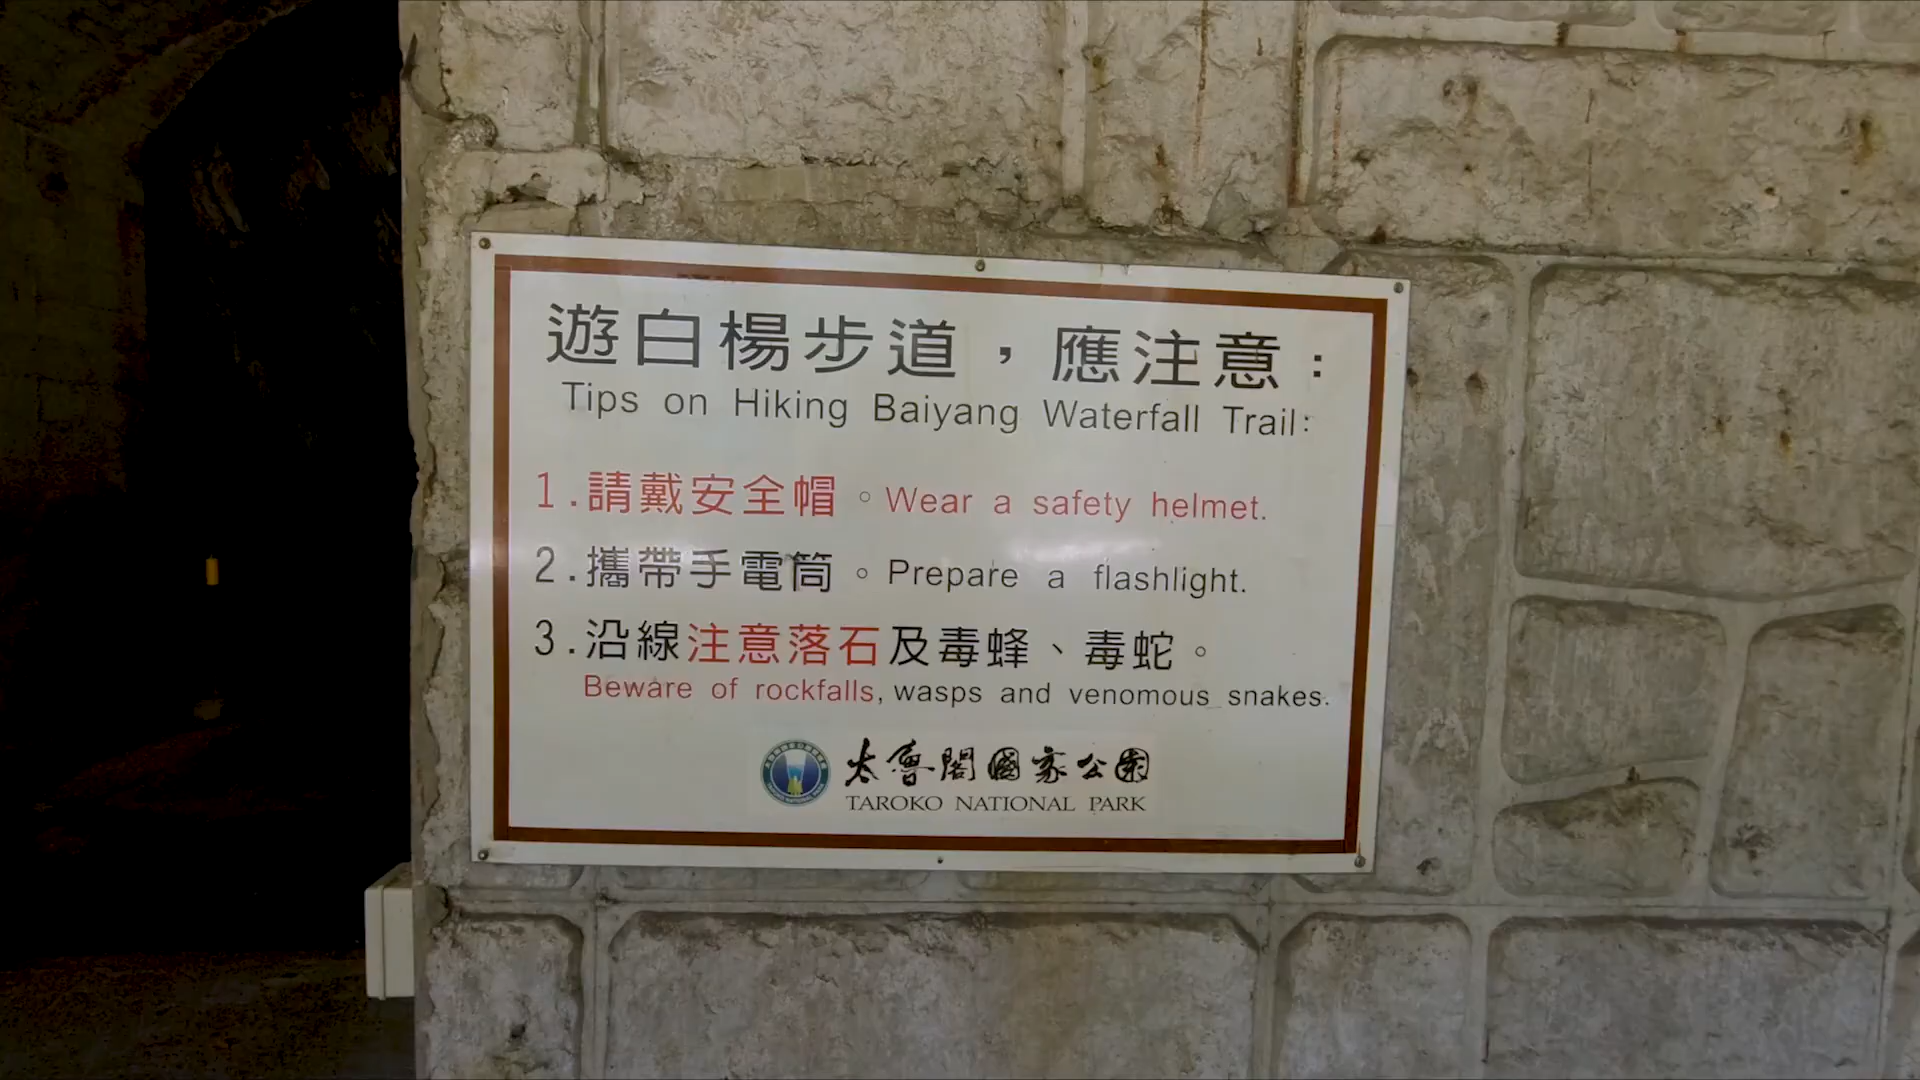 遊白楊步道，應注意：
Tips on Hiking Baiyang Waterfall Trail:
1.請戴安全帽。Wear a safety helmet.
2.攜帶手電筒。Prepare a flashlight.
3.沿線注意落石及毒蜂、毒蛇。
Beware of rockfalls, wasps and venomous snakes.
太魯閣國家公園
TAROKO NATIONAL PARK